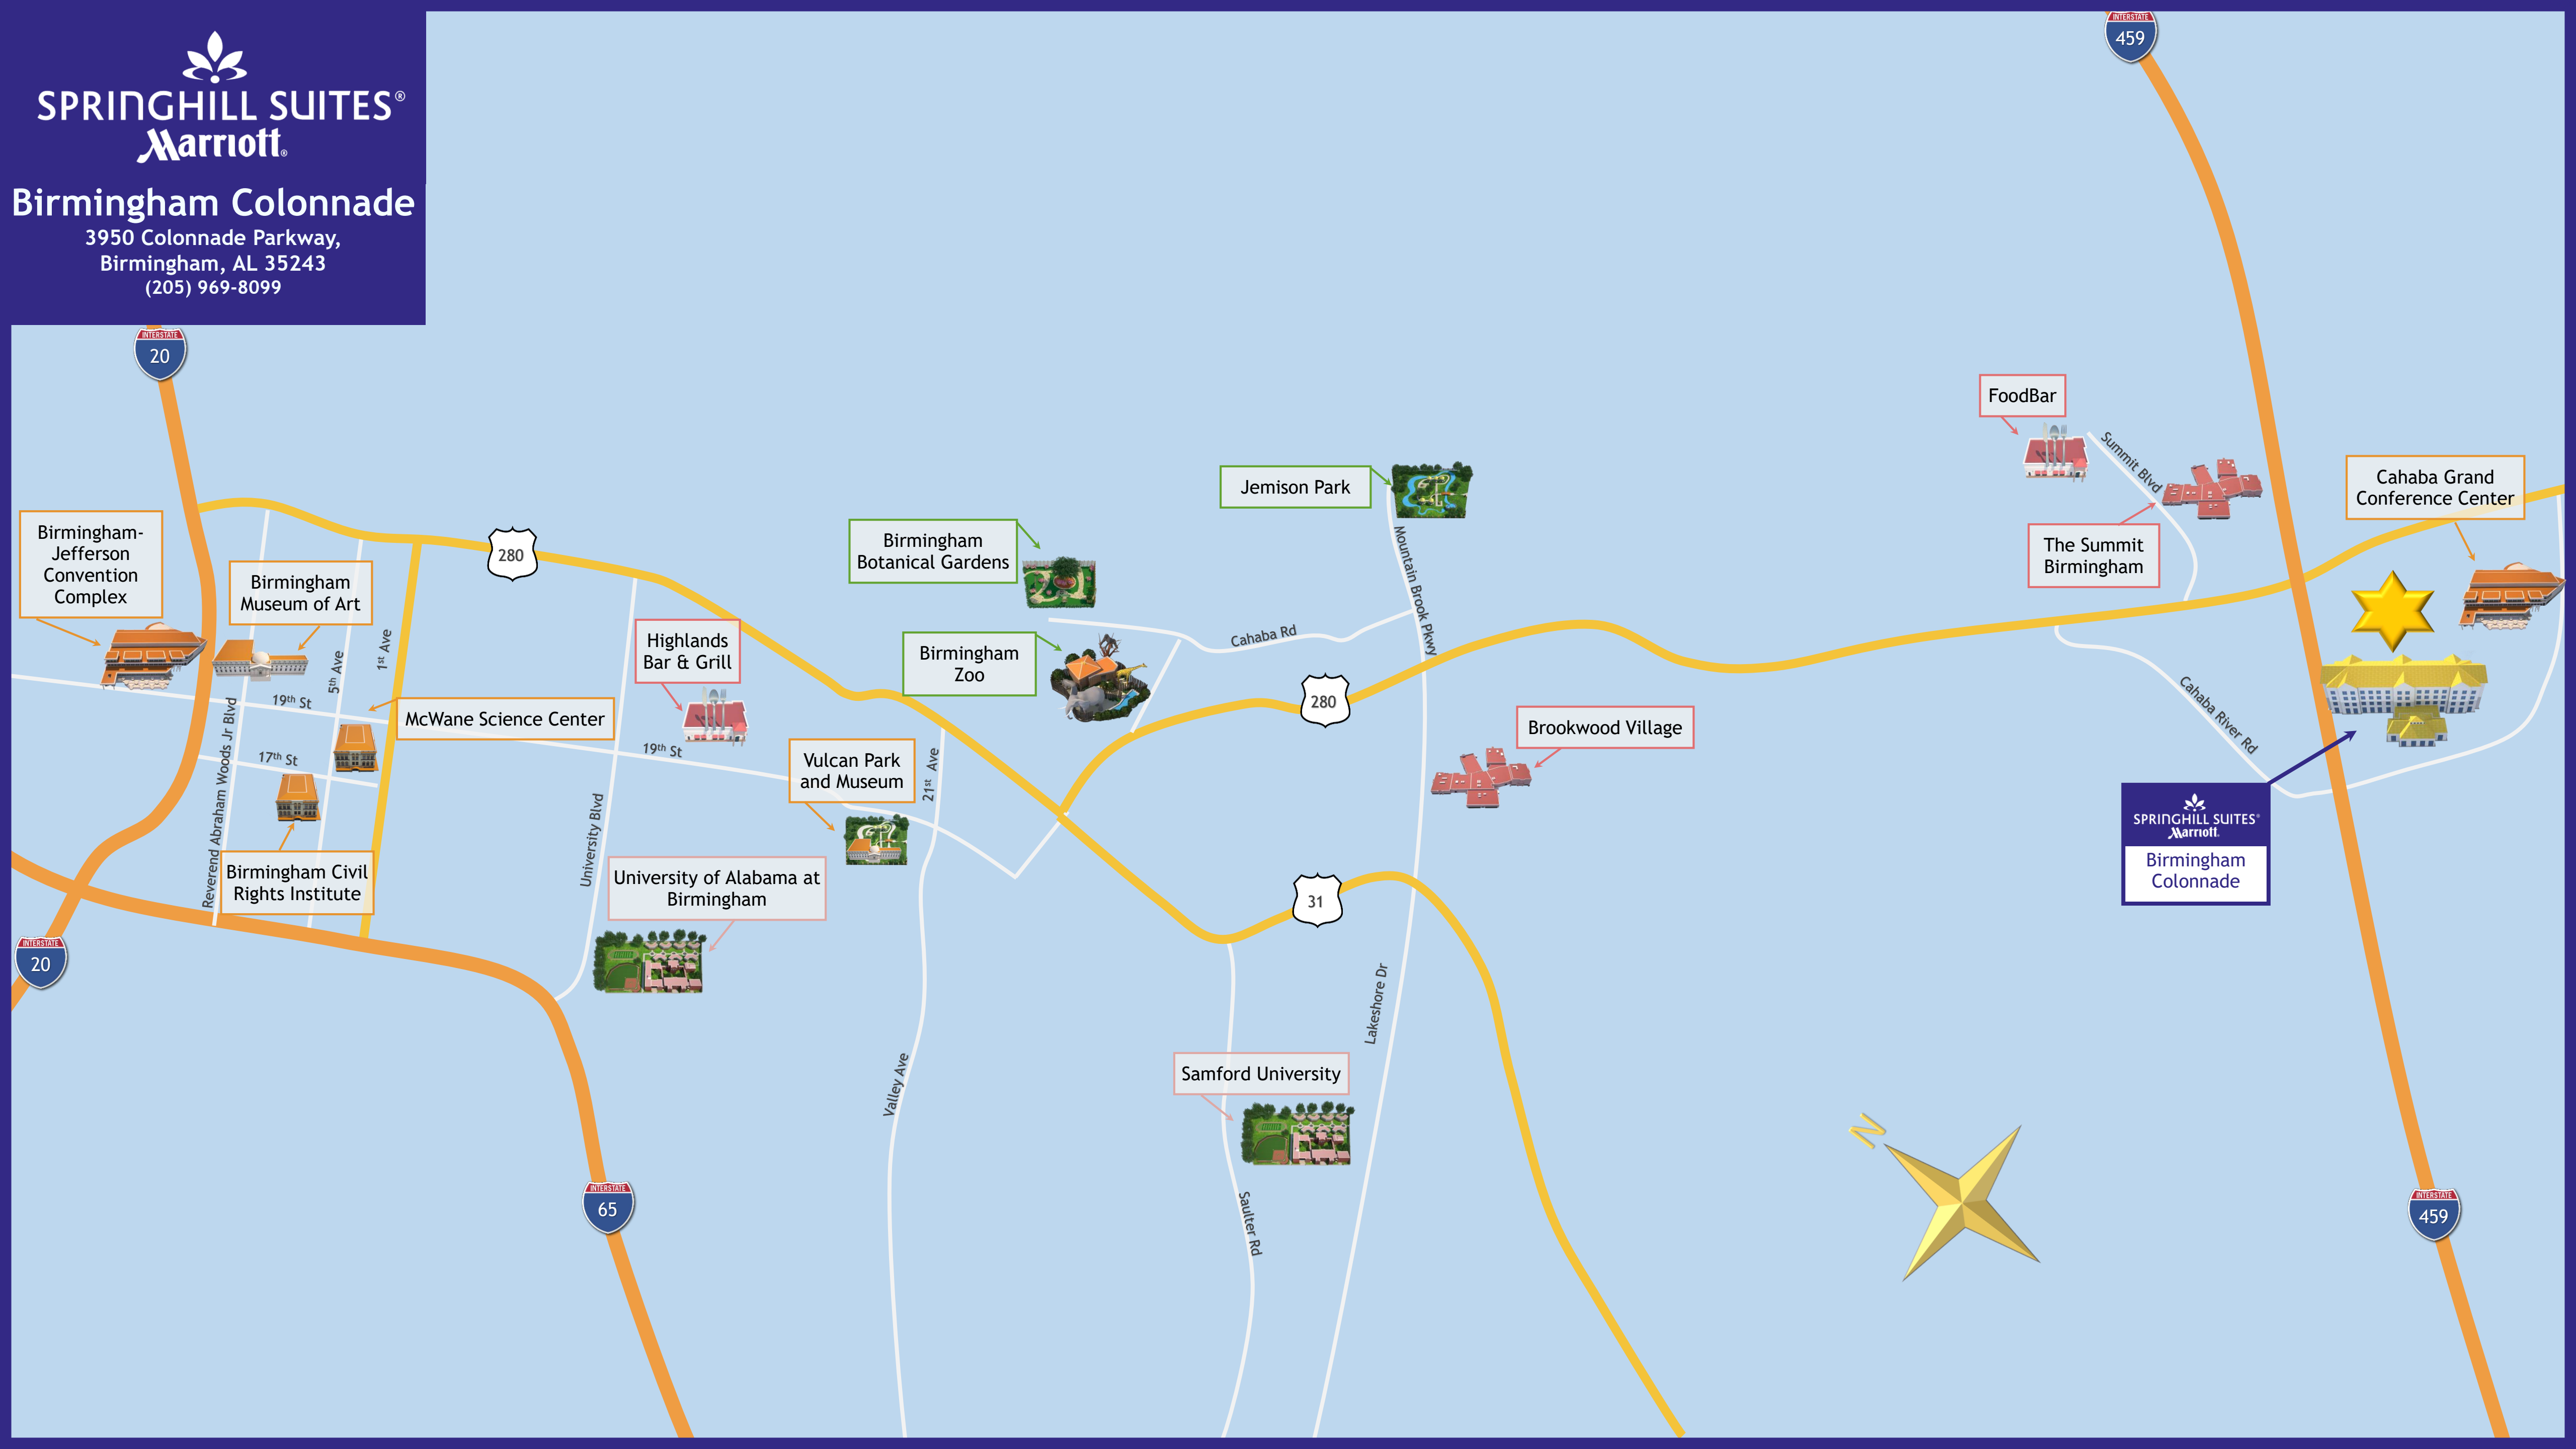 SPRINGHILL SUITES®
Marriott®
Birmingham Colonnade
3950 Colonnade Parkway,
Birmingham, AL 35243
(205) 969-8099
INTERSTATE
459
INTERSTATE
20
FoodBar
Summit Blvd
Cahaba Grand
Conference Center
Jemison Park
Birmingham-
Jefferson
Convention
Complex
Birmingham
Museum of Art
280
Birmingham
Botanical Gardens
Mountain Brook Pkwy
The Summit
Birmingham
1st Ave
5th Ave
Highlands
Bar & Grill
Birmingham
Zoo
Cahaba Rd
280
19th St
McWane Science Center
Brookwood Village
Cahaba River Rd
Reverend Abraham Woods Jr Blvd
17th St
19th St
Vulcan Park
and Museum
21st Ave
University Blvd
SPRINGHILL SUITES®
Marriott®
Birmingham
Colonnade
Birmingham Civil
Rights Institute
University of Alabama at
Birmingham
31
INTERSTATE
20
Lakeshore Dr
Valley Ave
Samford University
N
INTERSTATE
65
Saulter Rd
INTERSTATE
459